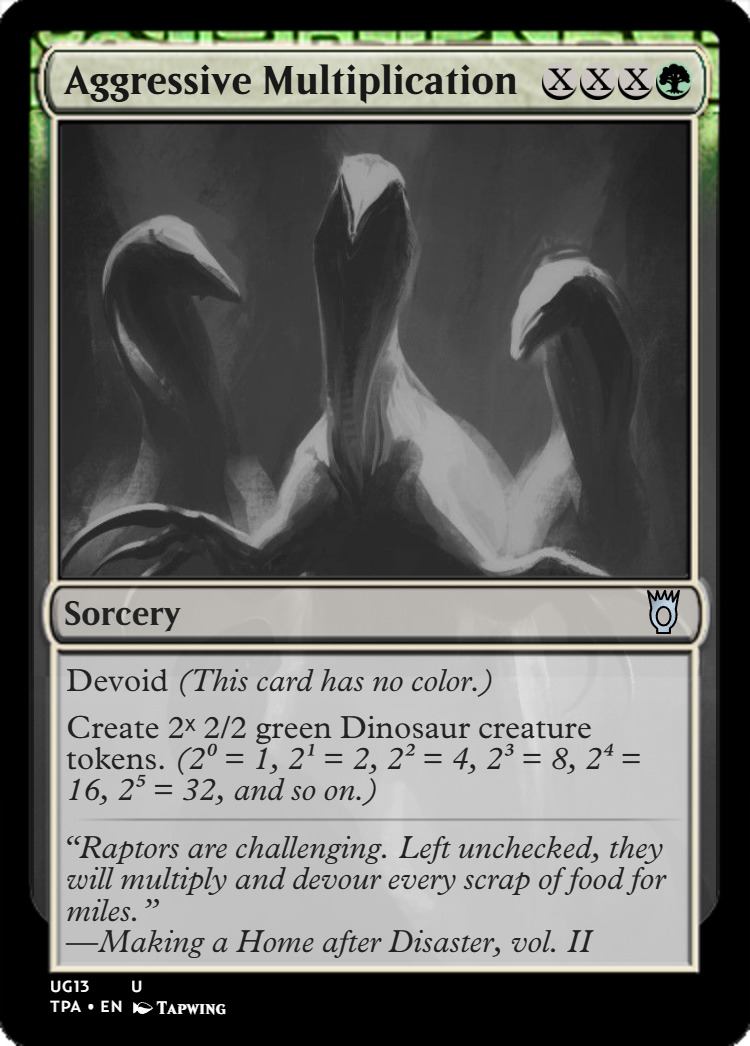 Aggressive Multiplication XXX
Sorcery
Devoid (This card has no color.)
Create 2ˣ 2/2 green Dinosaur creature
tokens. (2⁰ = 1, 2¹ = 2, 2² = 4, 2³ = 8, 2⁴ =
16, 2⁵ = 32, and so on.)
“Raptors are challenging. Left unchecked, they
will multiply and devour every scrap of food for
miles.”
—Making a Home after Disaster, vol. II
UG13 U
TPA • EN TAPWING